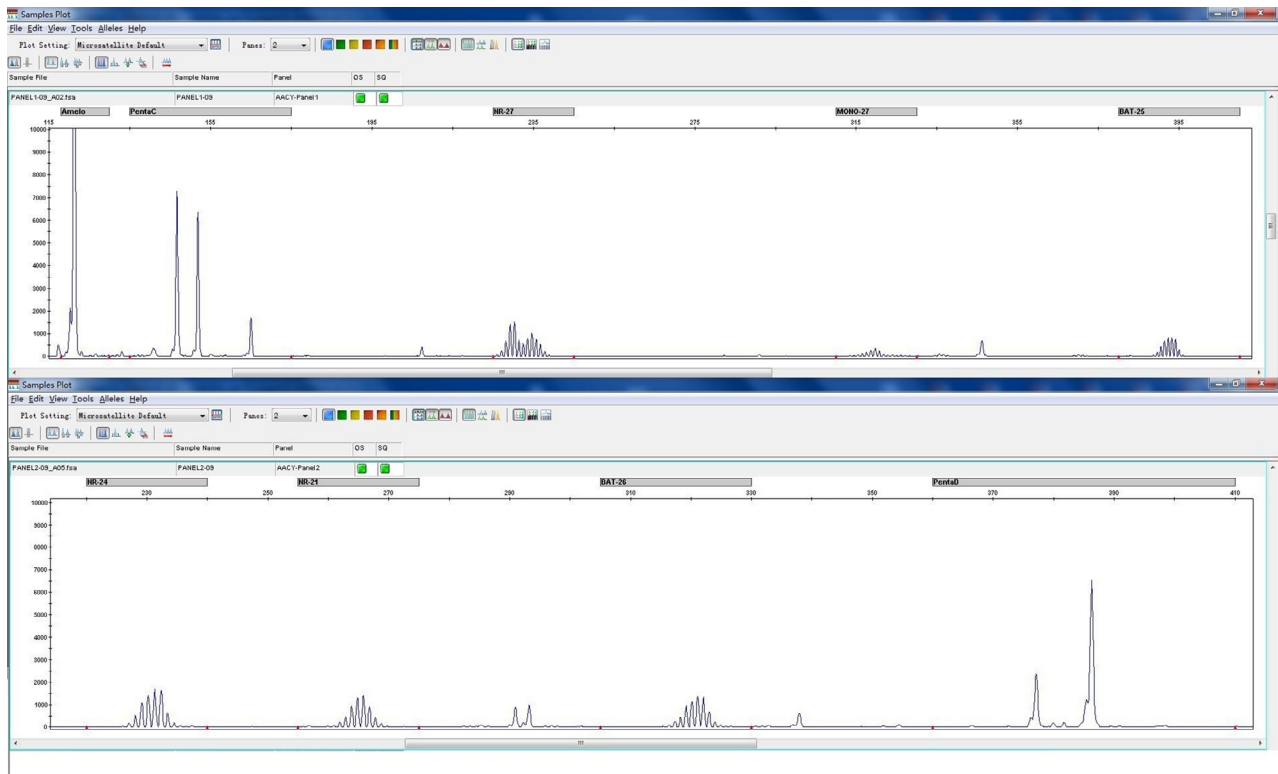 Samples Plot
File Edit View Tools Alleles Help
Plot Setting: Microsatellite Default Panes: 2
Sample File Sample Name Panel OS SQ
PANEL1-09_A02.fsa PANEL1-09 AACY-Panel1
Amelo PentaC NR-27 MONO-27 BAT-25
115 155 195 235 275 315 355 395
10000
9000
8000
7000
6000
5000
4000
3000
2000
1000
0
Samples Plot
File Edit View Tools Alleles Help
Plot Setting: Microsatellite Default Panes: 2
Sample File Sample Name Panel OS SQ
PANEL2-09_A05.fsa PANEL2-09 AACY-Panel2
NR-24 NR-21 BAT-26 PentaD
230 250 270 290 310 330 350 370 390 410
10000
9000
8000
7000
6000
5000
4000
3000
2000
1000
0